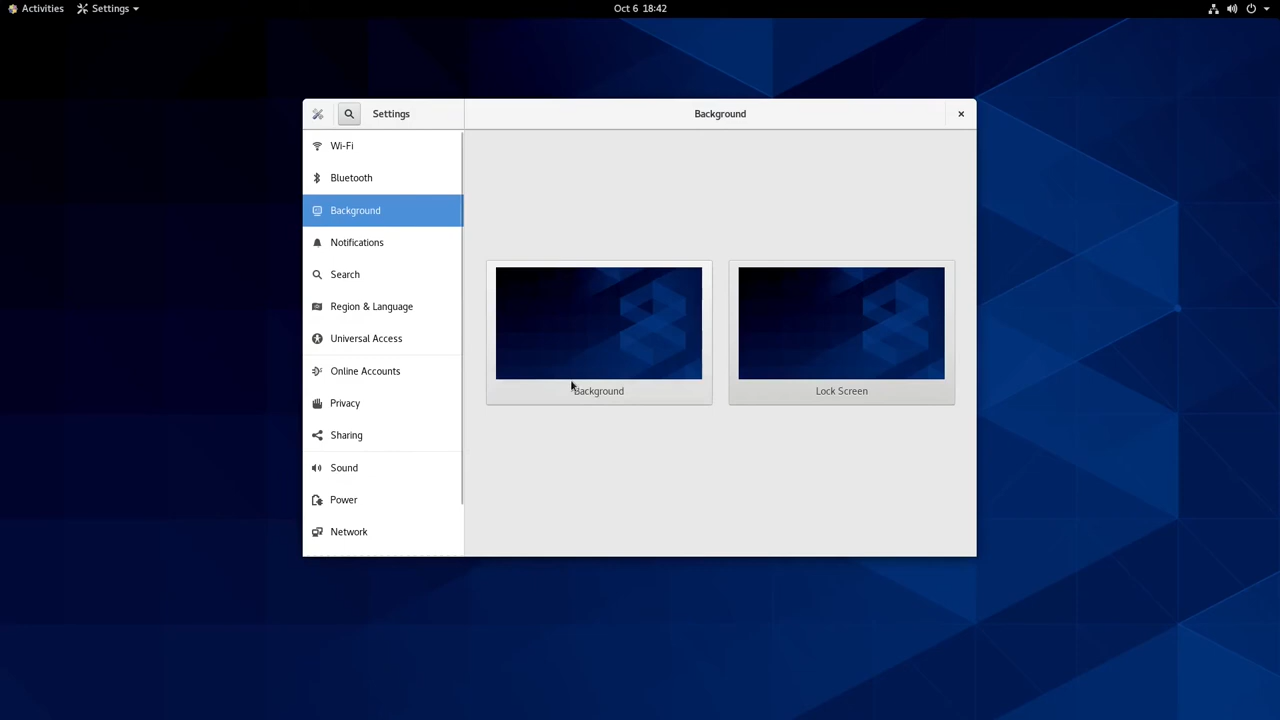 Activities
Settings
Oct 6 18:42
Settings
Background
Wi-Fi
Bluetooth
Background
Notifications
Search
Region & Language
Universal Access
Online Accounts
Privacy
Sharing
Sound
Power
Network
Background
Lock Screen